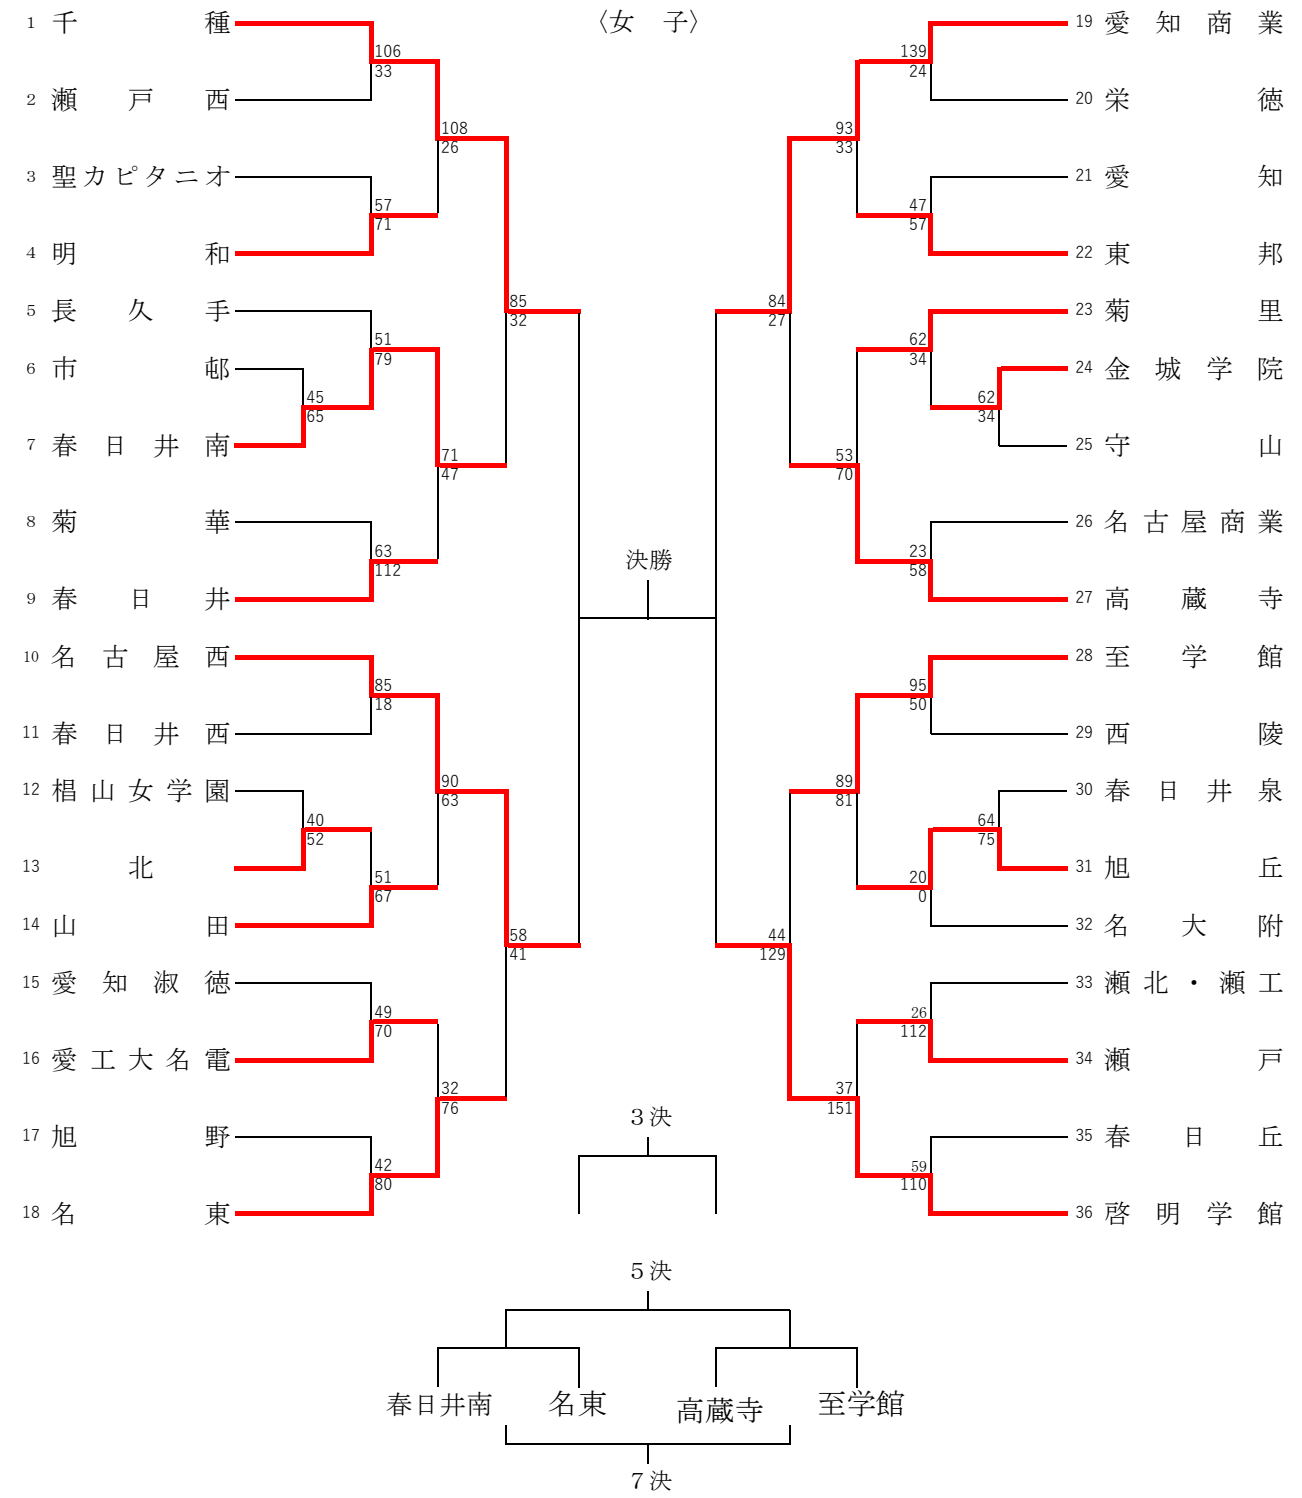 〈女 子〉
1 千種
106
33
2 瀬戸西
108
26
3 聖カピタニオ
57
71
4 明和
85
32
5 長久手
51
79
6 市邨
45
65
7 春日井南
71
47
8 菊華
63
112
9 春日井
10 名古屋西
85
18
11 春日井西
90
63
12 椙山女学園
40
52
13 北
51
67
14 山田
58
41
15 愛知淑徳
49
70
16 愛工大名電
32
76
17 旭野
42
80
18 名東
決勝
19 愛知商業
139
24
20 栄徳
93
33
21 愛知
47
57
22 東邦
84
27
23 菊里
62
34
24 金城学院
62
34
25 守山
53
70
26 名古屋商業
23
58
27 高蔵寺
28 至学館
95
50
29 西陵
89
81
30 春日井泉
64
75
31 旭丘
20
0
32 名大附
44
129
33 瀬北・瀬工
26
112
34 瀬戸
37
151
35 春日丘
59
110
36 啓明学館
3決
5決
春日井南 名東 高蔵寺 至学館
7決